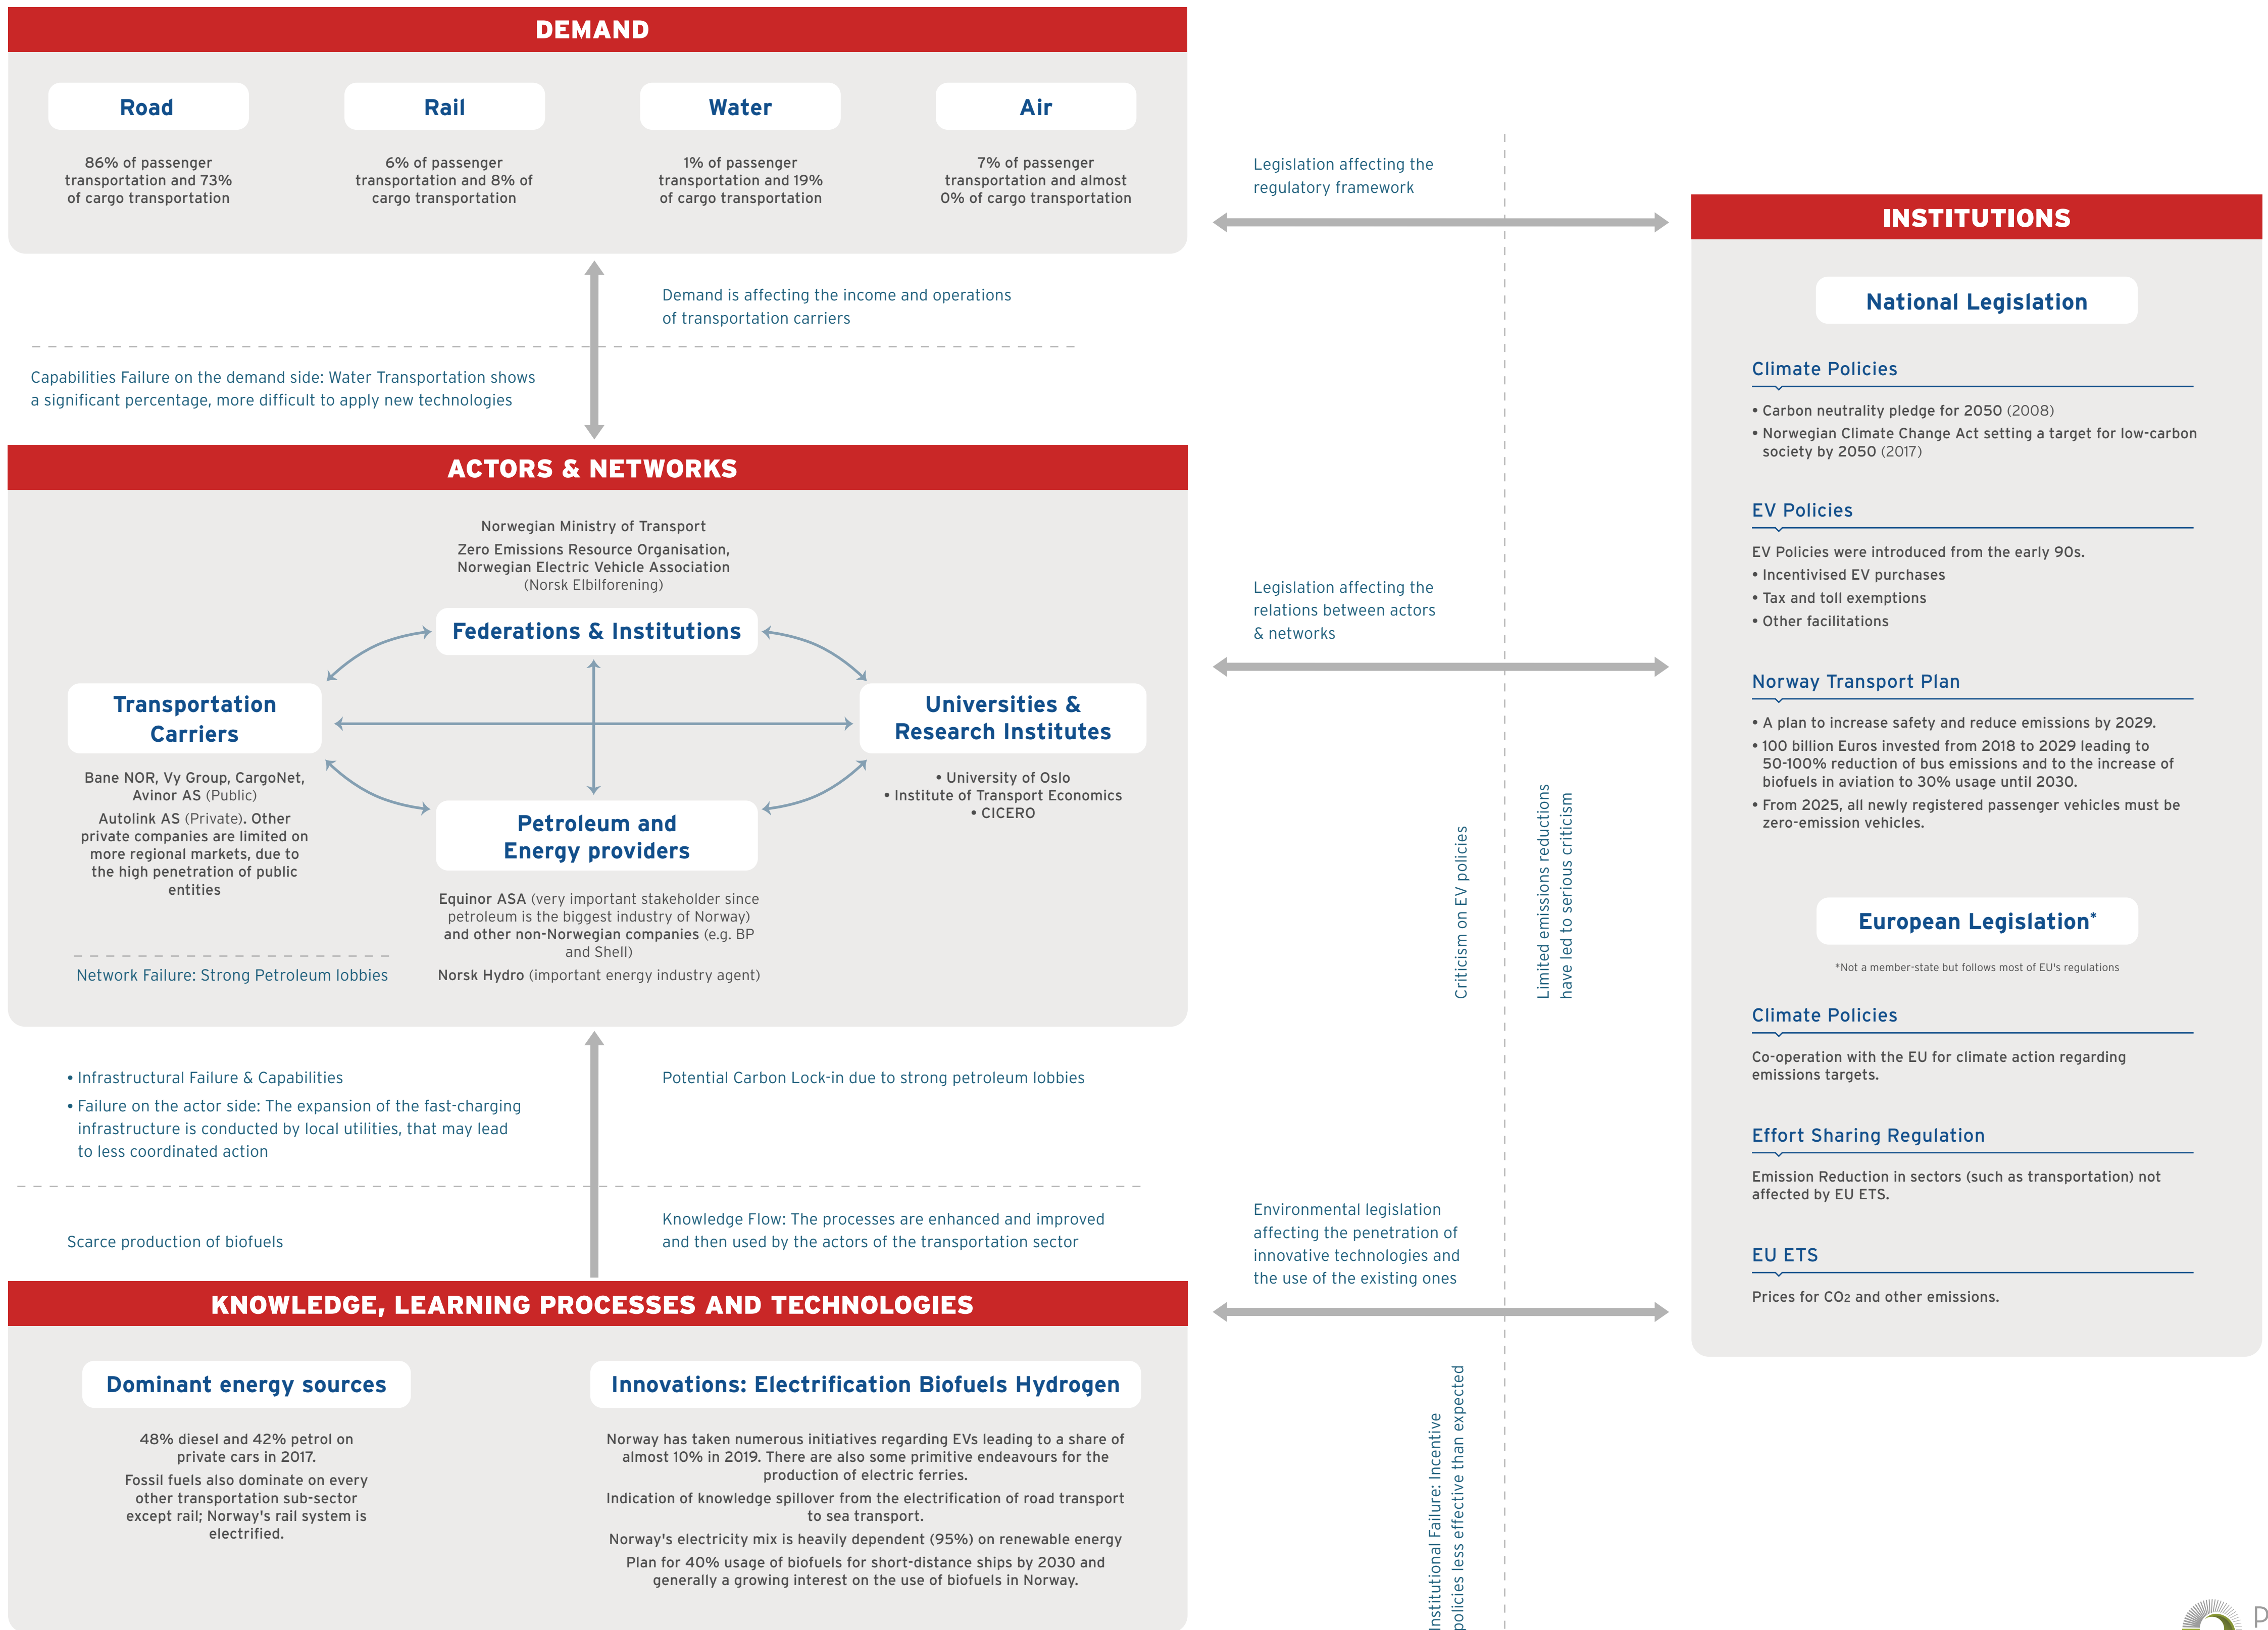 DEMAND
Road
86% of passenger
transportation and 73%
of cargo transportation
Rail
6% of passenger
transportation and 8% of
cargo transportation
Water
1% of passenger
transportation and 19%
of cargo transportation
Air
7% of passenger
transportation and almost
0% of cargo transportation
Demand is affecting the income and operations
of transportation carriers
Capabilities Failure on the demand side: Water Transportation shows
a significant percentage, more difficult to apply new technologies
ACTORS & NETWORKS
Norwegian Ministry of Transport
Zero Emissions Resource Organisation,
Norwegian Electric Vehicle Association
(Norsk Elbilforening)
Federations & Institutions
Transportation
Carriers
Bane NOR, Vy Group, CargoNet,
Avinor AS (Public)
Autolink AS (Private). Other
private companies are limited on
more regional markets, due to
the high penetration of public
entities
Universities &
Research Institutes
• University of Oslo
• Institute of Transport Economics
• CICERO
Petroleum and
Energy providers
Equinor ASA (very important stakeholder since
petroleum is the biggest industry of Norway)
and other non-Norwegian companies (e.g. BP
and Shell)
Norsk Hydro (important energy industry agent)
Network Failure: Strong Petroleum lobbies
• Infrastructural Failure & Capabilities
• Failure on the actor side: The expansion of the fast-charging
infrastructure is conducted by local utilities, that may lead
to less coordinated action
Potential Carbon Lock-in due to strong petroleum lobbies
Scarce production of biofuels
Knowledge Flow: The processes are enhanced and improved
and then used by the actors of the transportation sector
KNOWLEDGE, LEARNING PROCESSES AND TECHNOLOGIES
Dominant energy sources
48% diesel and 42% petrol on
private cars in 2017.
Fossil fuels also dominate on every
other transportation sub-sector
except rail; Norway's rail system is
electrified.
Innovations: Electrification Biofuels Hydrogen
Norway has taken numerous initiatives regarding EVs leading to a share of
almost 10% in 2019. There are also some primitive endeavours for the
production of electric ferries.
Indication of knowledge spillover from the electrification of road transport
to sea transport.
Norway's electricity mix is heavily dependent (95%) on renewable energy
Plan for 40% usage of biofuels for short-distance ships by 2030 and
generally a growing interest on the use of biofuels in Norway.
Legislation affecting the
regulatory framework
Legislation affecting the
relations between actors
& networks
Criticism on EV policies
Limited emissions reductions
have led to serious criticism
Environmental legislation
affecting the penetration of
innovative technologies and
the use of the existing ones
Institutional Failure: Incentive
policies less effective than expected
INSTITUTIONS
National Legislation
Climate Policies
• Carbon neutrality pledge for 2050 (2008)
• Norwegian Climate Change Act setting a target for low-carbon
society by 2050 (2017)
EV Policies
EV Policies were introduced from the early 90s.
• Incentivised EV purchases
• Tax and toll exemptions
• Other facilitations
Norway Transport Plan
• A plan to increase safety and reduce emissions by 2029.
• 100 billion Euros invested from 2018 to 2029 leading to
50-100% reduction of bus emissions and to the increase of
biofuels in aviation to 30% usage until 2030.
• From 2025, all newly registered passenger vehicles must be
zero-emission vehicles.
European Legislation*
*Not a member-state but follows most of EU's regulations
Climate Policies
Co-operation with the EU for climate action regarding
emissions targets.
Effort Sharing Regulation
Emission Reduction in sectors (such as transportation) not
affected by EU ETS.
EU ETS
Prices for CO2 and other emissions.